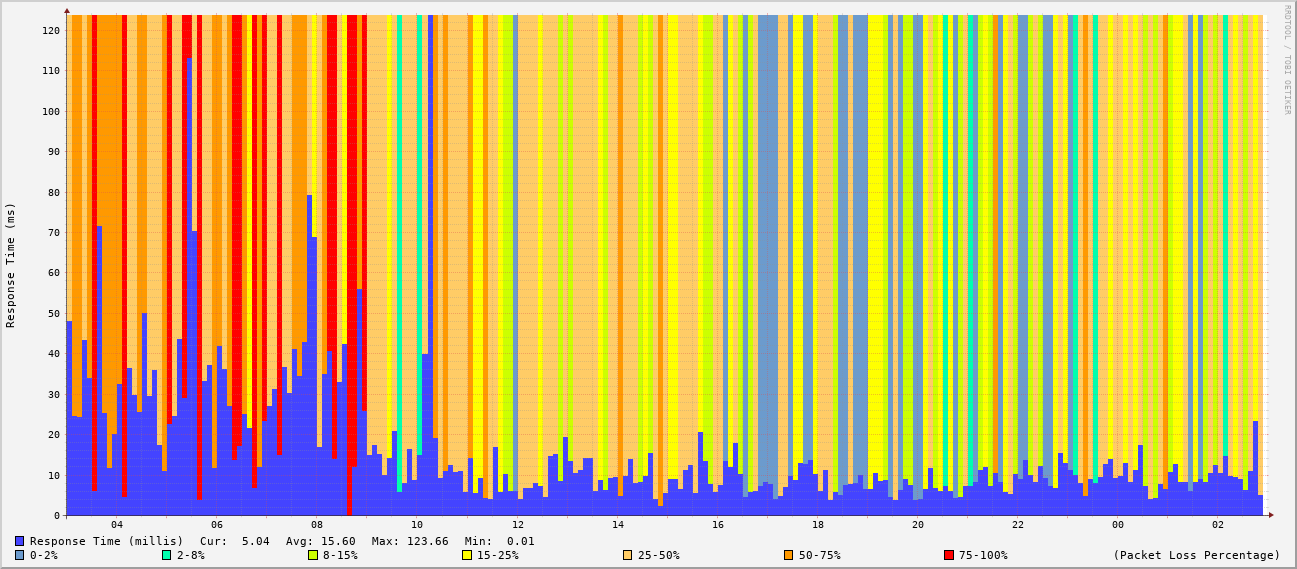 RRDTOOL / TOBI OETIKER
Response Time (ms)
120
110
100
90
80
70
60
50
40
30
20
10
0
04 06 08 10 12 14 16 18 20 22 00 02
Response Time (millis) Cur: 5.04 Avg: 15.60 Max: 123.66 Min: 0.01
0-2% 2-8% 8-15% 15-25% 25-50% 50-75% 75-100% (Packet Loss Percentage)